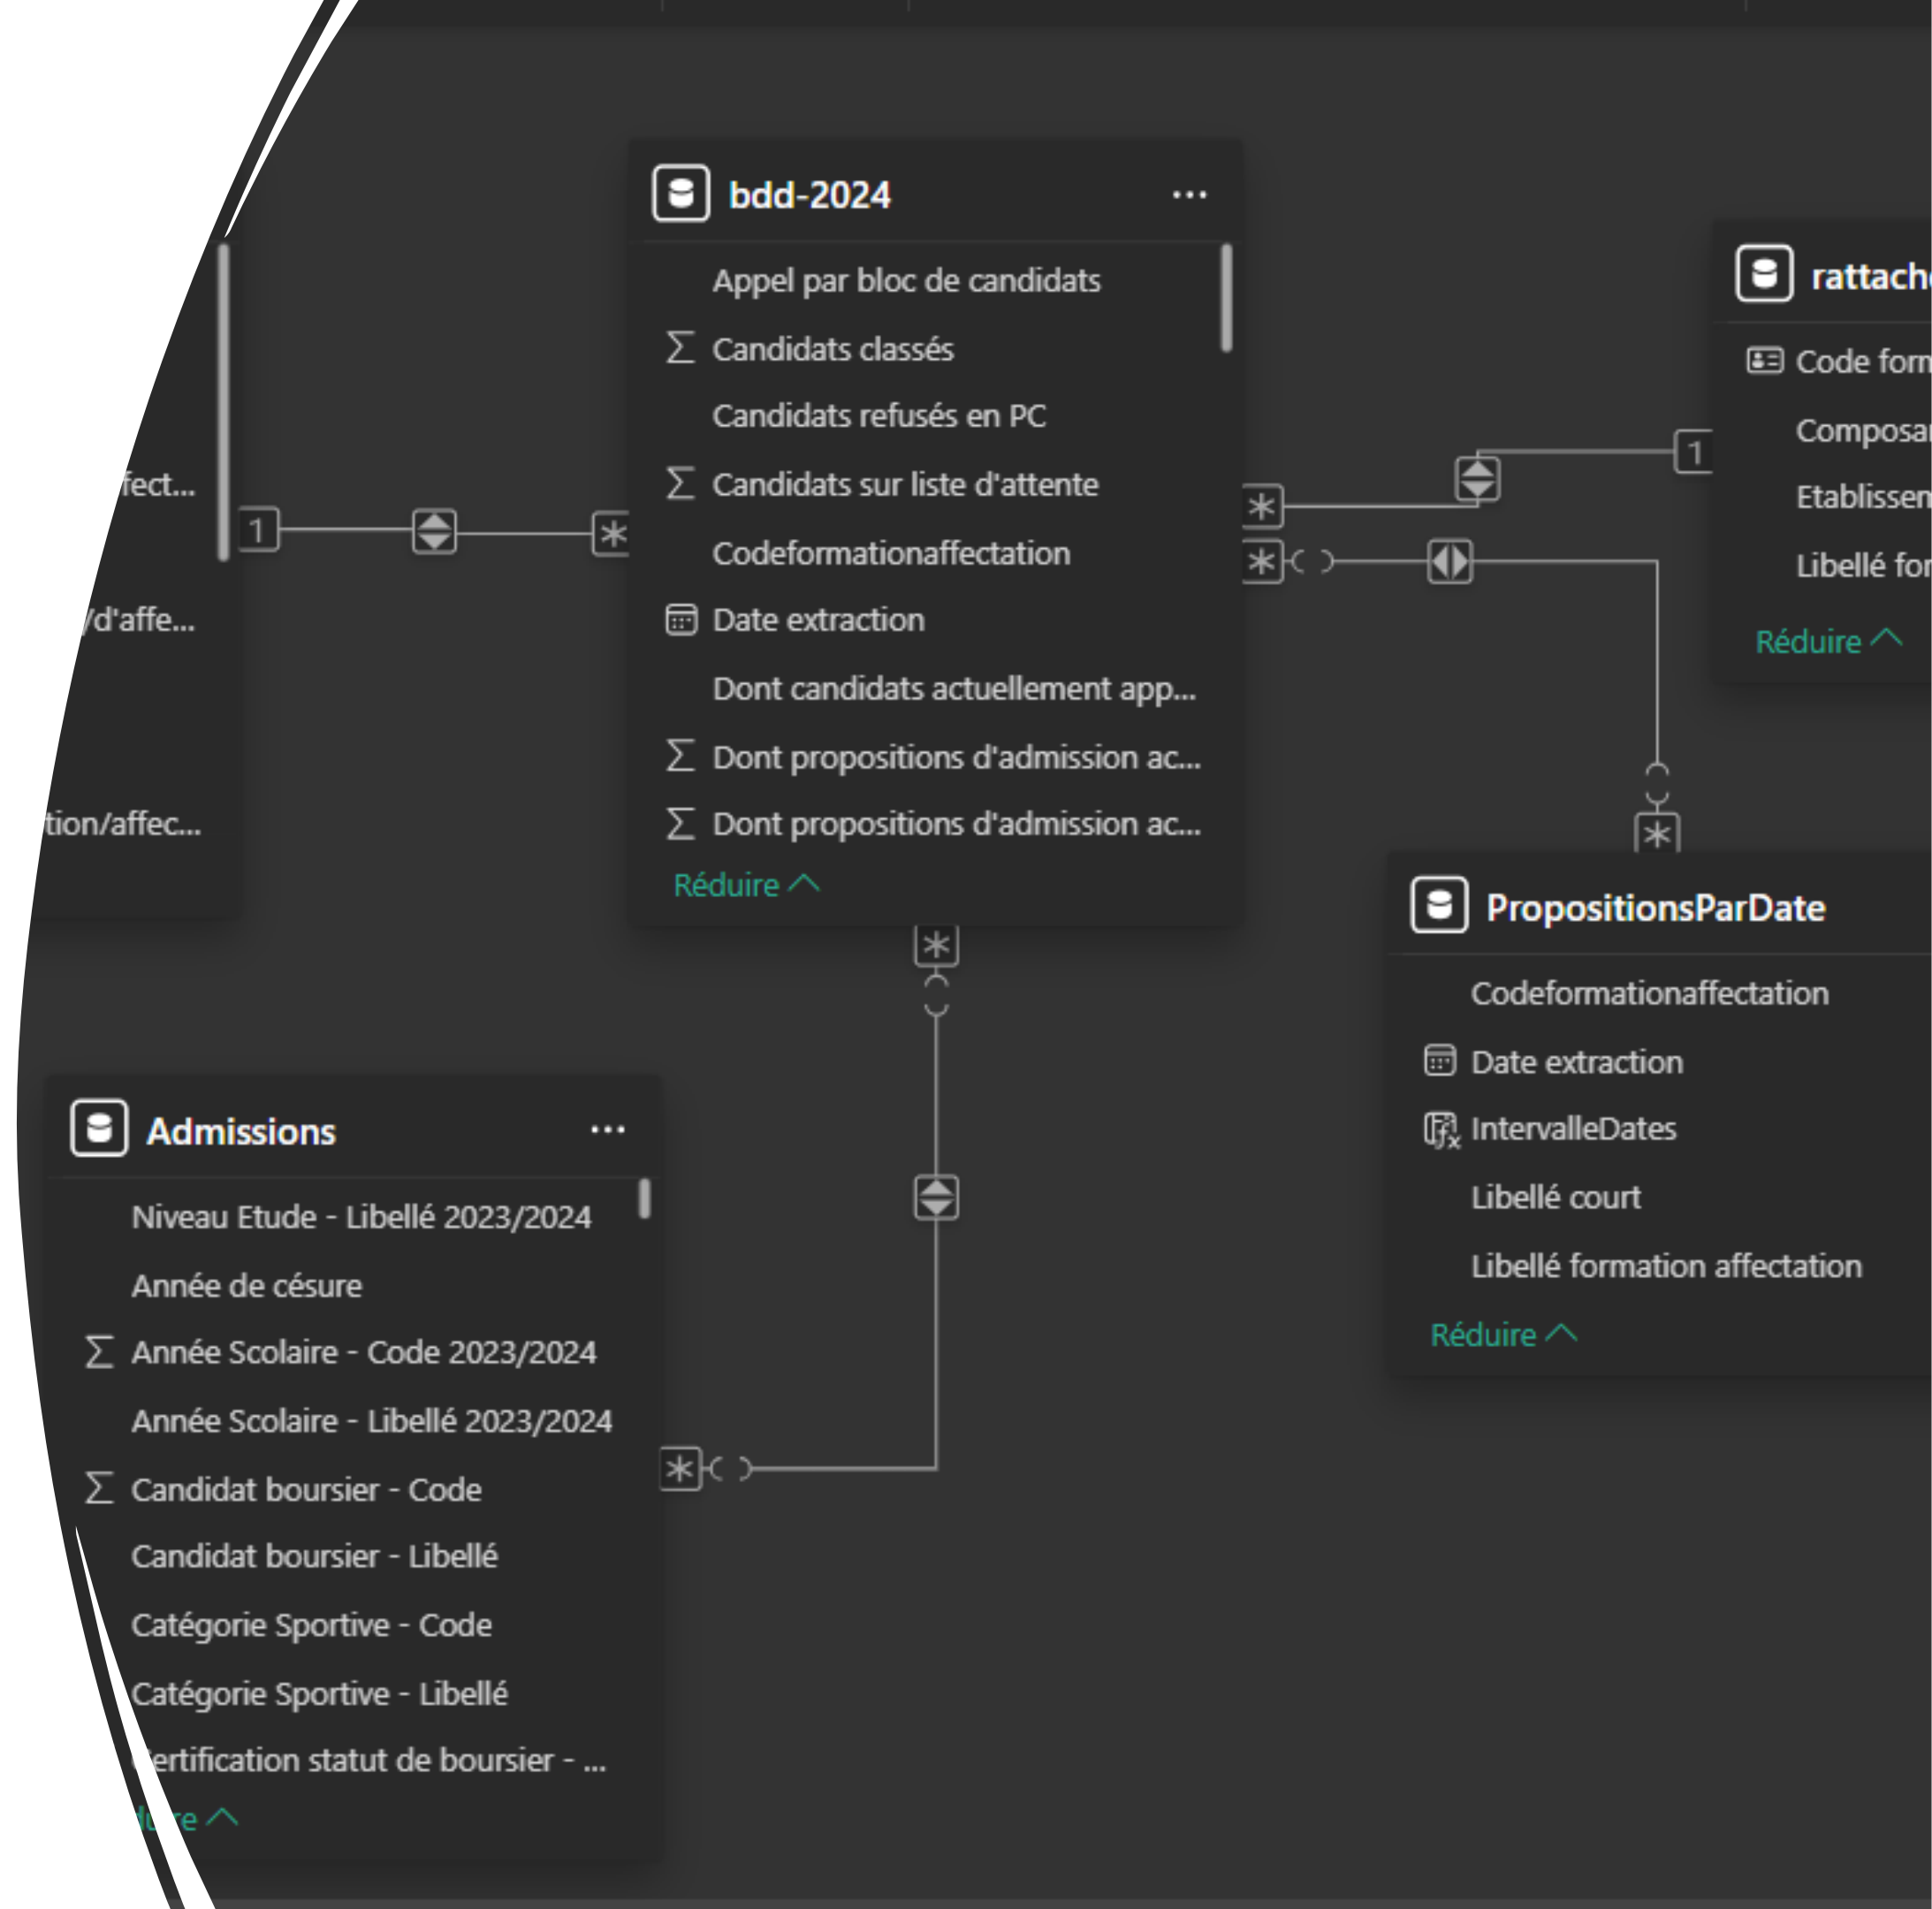 fect...
/d'affe...
tion/affec...
1
*
bdd-2024
Appel par bloc de candidats
Σ Candidats classés
Candidats refusés en PC
Σ Candidats sur liste d'attente
Codeformationaffectation
Date extraction
Dont candidats actuellement app...
Σ Dont propositions d'admission ac...
Σ Dont propositions d'admission ac...
Réduire
*
*
1
*
*
rattach
Code form
Composa
Etablissem
Libellé for
Réduire
PropositionsParDate
Codeformationaffectation
Date extraction
IntervalleDates
Libellé court
Libellé formation affectation
Réduire
Admissions
Niveau Etude - Libellé 2023/2024
Année de césure
Σ Année Scolaire - Code 2023/2024
Année Scolaire - Libellé 2023/2024
Σ Candidat boursier - Code
Candidat boursier - Libellé
Catégorie Sportive - Code
Catégorie Sportive - Libellé
ertification statut de boursier - ...
*